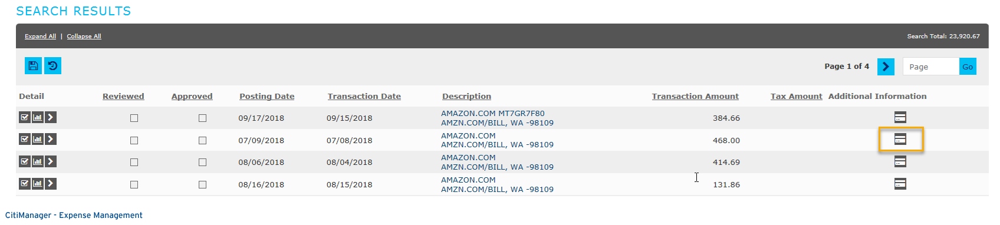 SEARCH RESULTS
Expand All | Collapse All Search Total: 23,920.67
Page 1 of 4 Page Go
Detail Reviewed Approved Posting Date Transaction Date Description Transaction Amount Tax Amount Additional Information
09/17/2018 09/15/2018 AMAZON.COM MT7GR7F80 384.66
AMZN.COM/BILL, WA -98109
07/09/2018 07/08/2018 AMAZON.COM 468.00
AMZN.COM/BILL, WA -98109
08/06/2018 08/04/2018 AMAZON.COM 414.69
AMZN.COM/BILL, WA -98109
08/16/2018 08/15/2018 AMAZON.COM 131.86
AMZN.COM/BILL, WA -98109
CitiManager - Expense Management